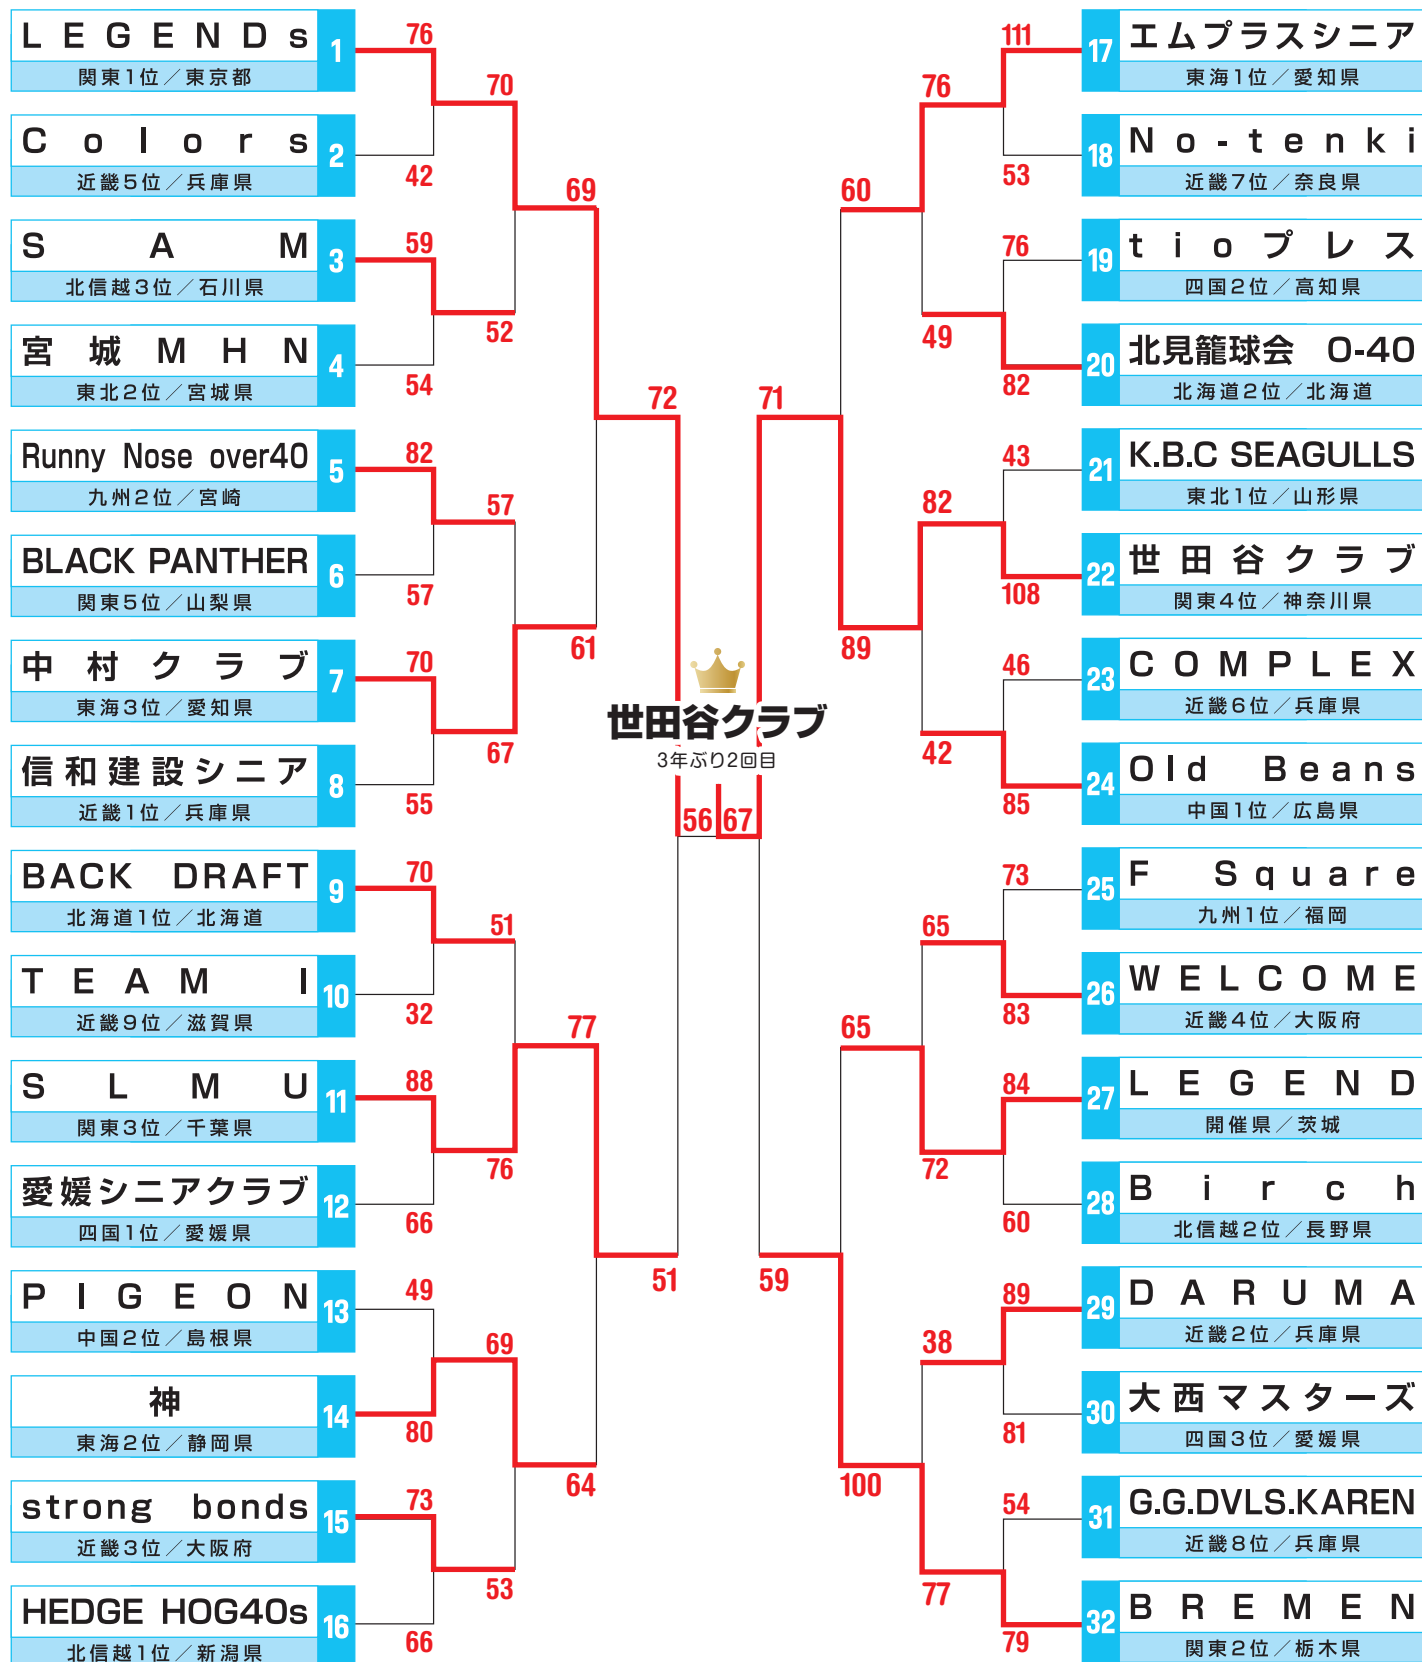 LEGENDs
1
関東1位／東京都
76
70
Colors
2
近畿5位／兵庫県
42
69
SAM
3
北信越3位／石川県
59
52
宮城MHN
4
東北2位／宮城県
54
72
Runny Nose over40
5
九州2位／宮崎
82
57
BLACK PANTHER
6
関東5位／山梨県
57
61
中村クラブ
7
東海3位／愛知県
70
67
信和建設シニア
8
近畿1位／兵庫県
55
BACK DRAFT
9
北海道1位／北海道
70
51
TEAM I
10
近畿9位／滋賀県
32
77
SLMU
11
関東3位／千葉県
88
76
愛媛シニアクラブ
12
四国1位／愛媛県
66
51
PIGEON
13
中国2位／島根県
49
69
神
14
東海2位／静岡県
80
64
strong bonds
15
近畿3位／大阪府
73
53
HEDGE HOG40s
16
北信越1位／新潟県
66
世田谷クラブ
3年ぶり2回目
56
67
111
76
17
エムプラスシニア
東海1位／愛知県
53
60
18
No-tenki
近畿7位／奈良県
76
49
19
tioプレス
四国2位／高知県
82
71
20
北見籠球会 O-40
北海道2位／北海道
43
82
21
K.B.C SEAGULLS
東北1位／山形県
108
89
22
世田谷クラブ
関東4位／神奈川県
46
42
23
COMPLEX
近畿6位／兵庫県
85
24
Old Beans
中国1位／広島県
73
65
25
F Square
九州1位／福岡
83
65
26
WELCOME
近畿4位／大阪府
84
72
27
LEGEND
開催県／茨城
60
59
28
Birch
北信越2位／長野県
89
38
29
DARUMA
近畿2位／兵庫県
81
100
30
大西マスターズ
四国3位／愛媛県
54
77
31
G.G.DVLS.KAREN
近畿8位／兵庫県
79
32
BREMEN
関東2位／栃木県